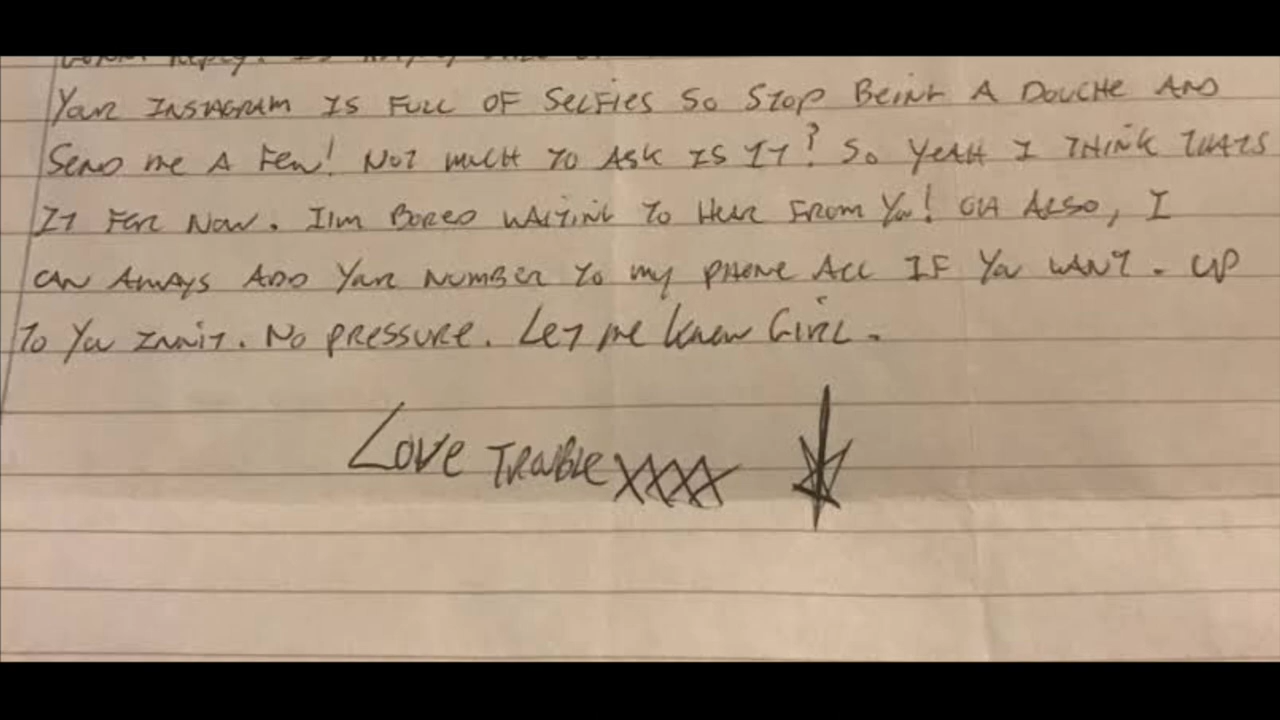 Your Instagram is full of selfies so stop being a douche and
send me a few! Not much to ask is it? So yeah I think thats
it for now. I'm bored waiting to hear from you! Oh also, I
can always add your number to my phone acc if you want. Up
to you innit. No pressure. Let me know girl.
Love Trouble xxxx